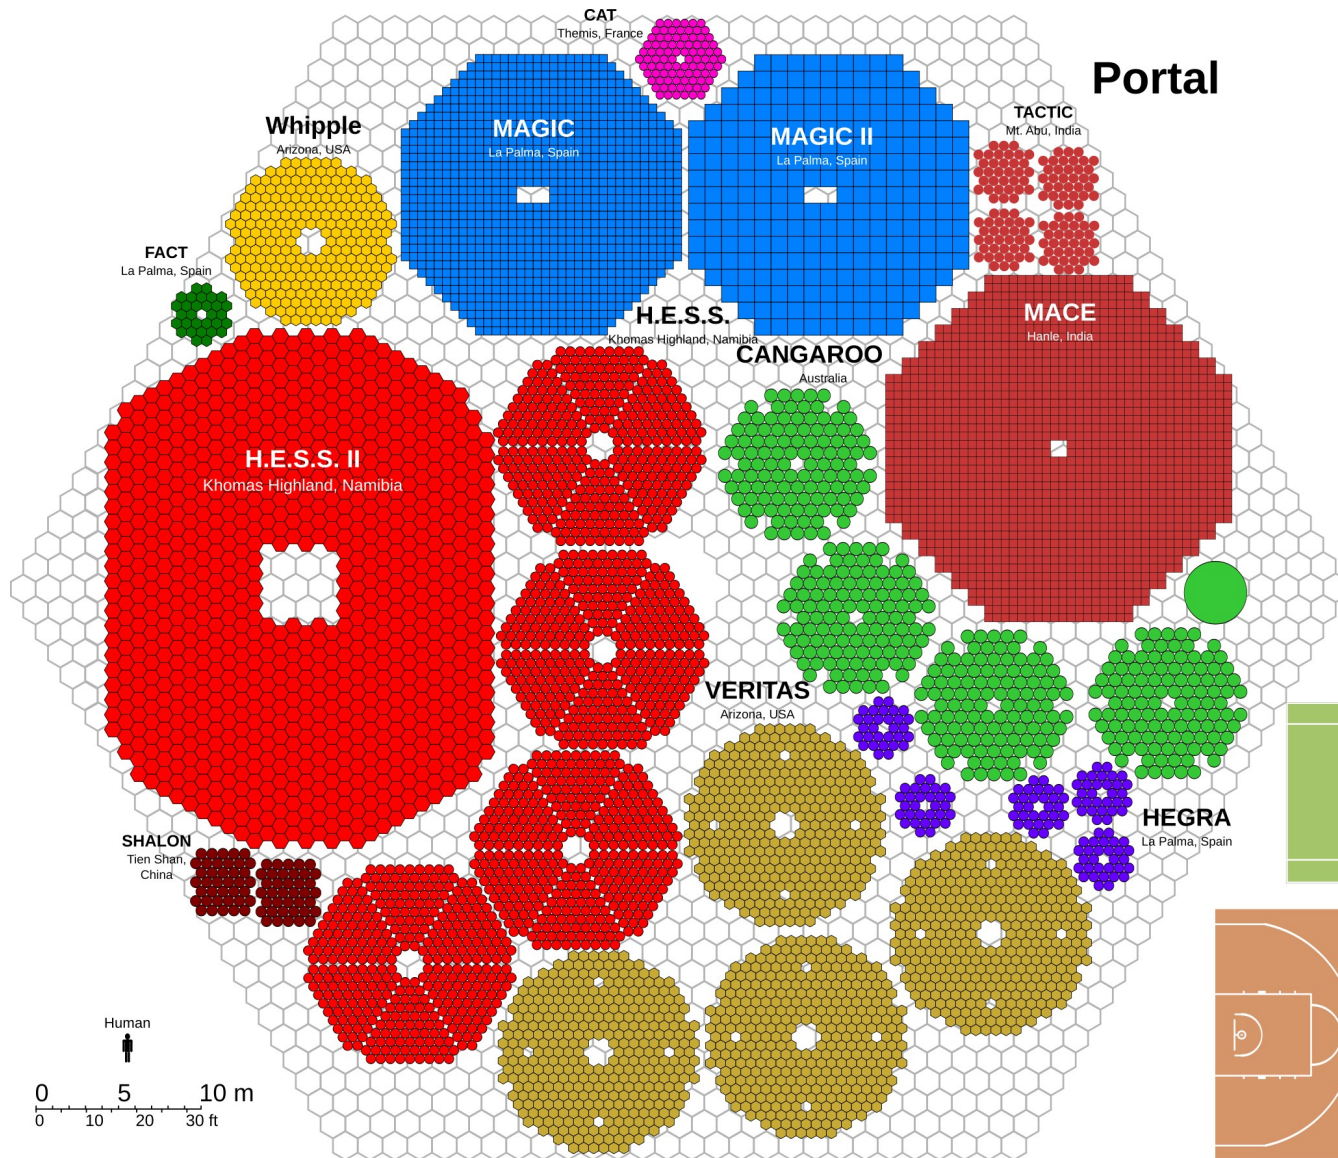 CAT
Themis, France
Portal
Whipple
Arizona, USA
MAGIC
La Palma, Spain
MAGIC II
La Palma, Spain
TACTIC
Mt. Abu, India
FACT
La Palma, Spain
H.E.S.S.
Khomas Highland, Namibia
MACE
Hanle, India
CANGAROO
Australia
H.E.S.S. II
Khomas Highland, Namibia
VERITAS
Arizona, USA
HEGRA
La Palma, Spain
SHALON
Tien Shan,
China
Human
0 5 10 m
0 10 20 30 ft